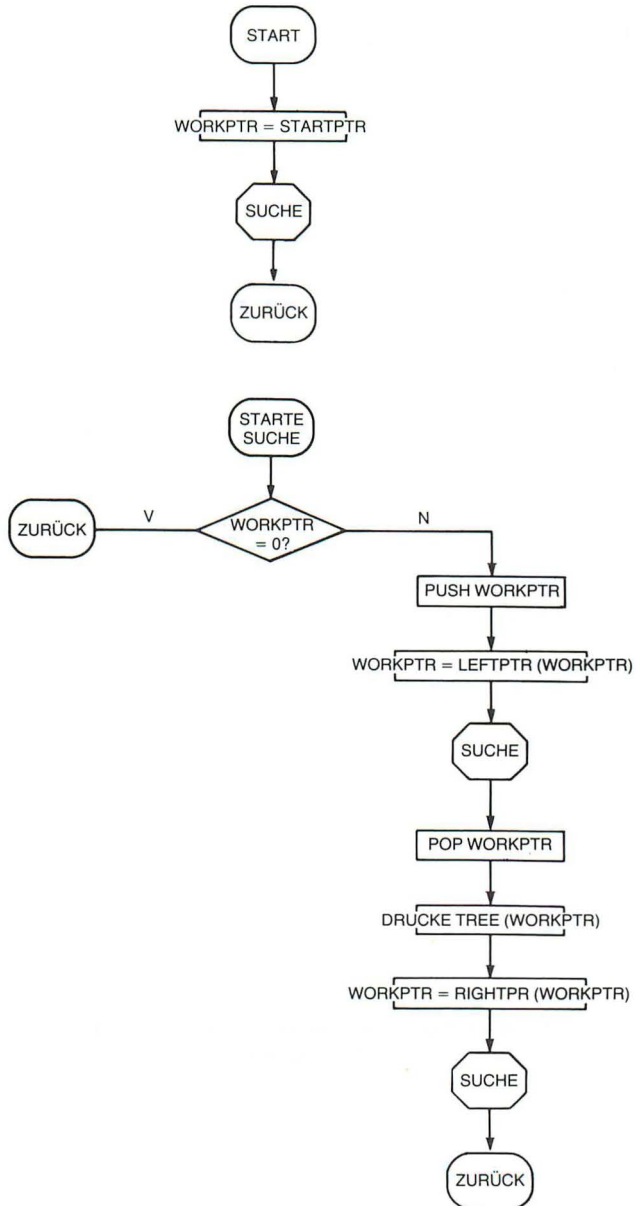 START
WORKPTR = STARTPTR
SUCHE
ZURÜCK
STARTE
SUCHE
ZURÜCK
V
WORKPTR
= 0?
N
PUSH WORKPTR
WORKPTR = LEFTPTR (WORKPTR)
SUCHE
POP WORKPTR
DRUCKE TREE (WORKPTR)
WORKPTR = RIGHTPR (WORKPTR)
SUCHE
ZURÜCK